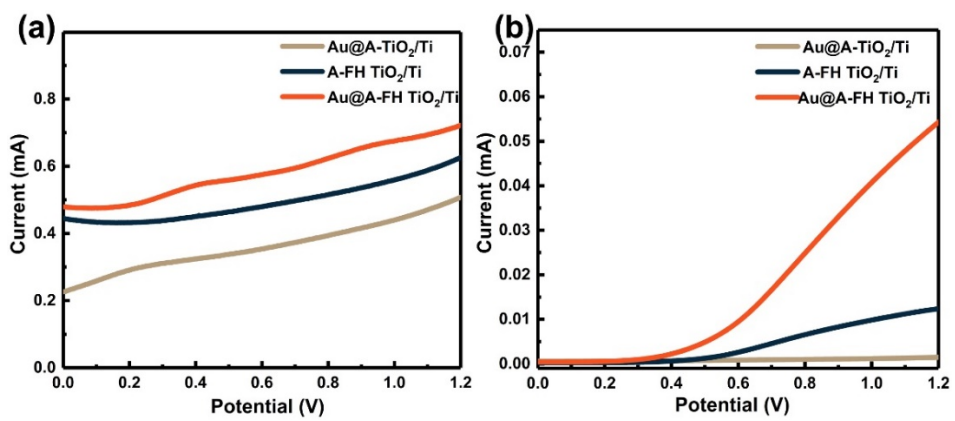 (a)
Au@A-TiO₂/Ti
A-FH TiO₂/Ti
Au@A-FH TiO₂/Ti
0.8
0.6
0.4
0.2
0.0
Current (mA)
0.0 0.2 0.4 0.6 0.8 1.0 1.2
Potential (V)
(b)
Au@A-TiO₂/Ti
A-FH TiO₂/Ti
Au@A-FH TiO₂/Ti
0.07
0.06
0.05
0.04
0.03
0.02
0.01
0.00
Current (mA)
0.0 0.2 0.4 0.6 0.8 1.0 1.2
Potential (V)